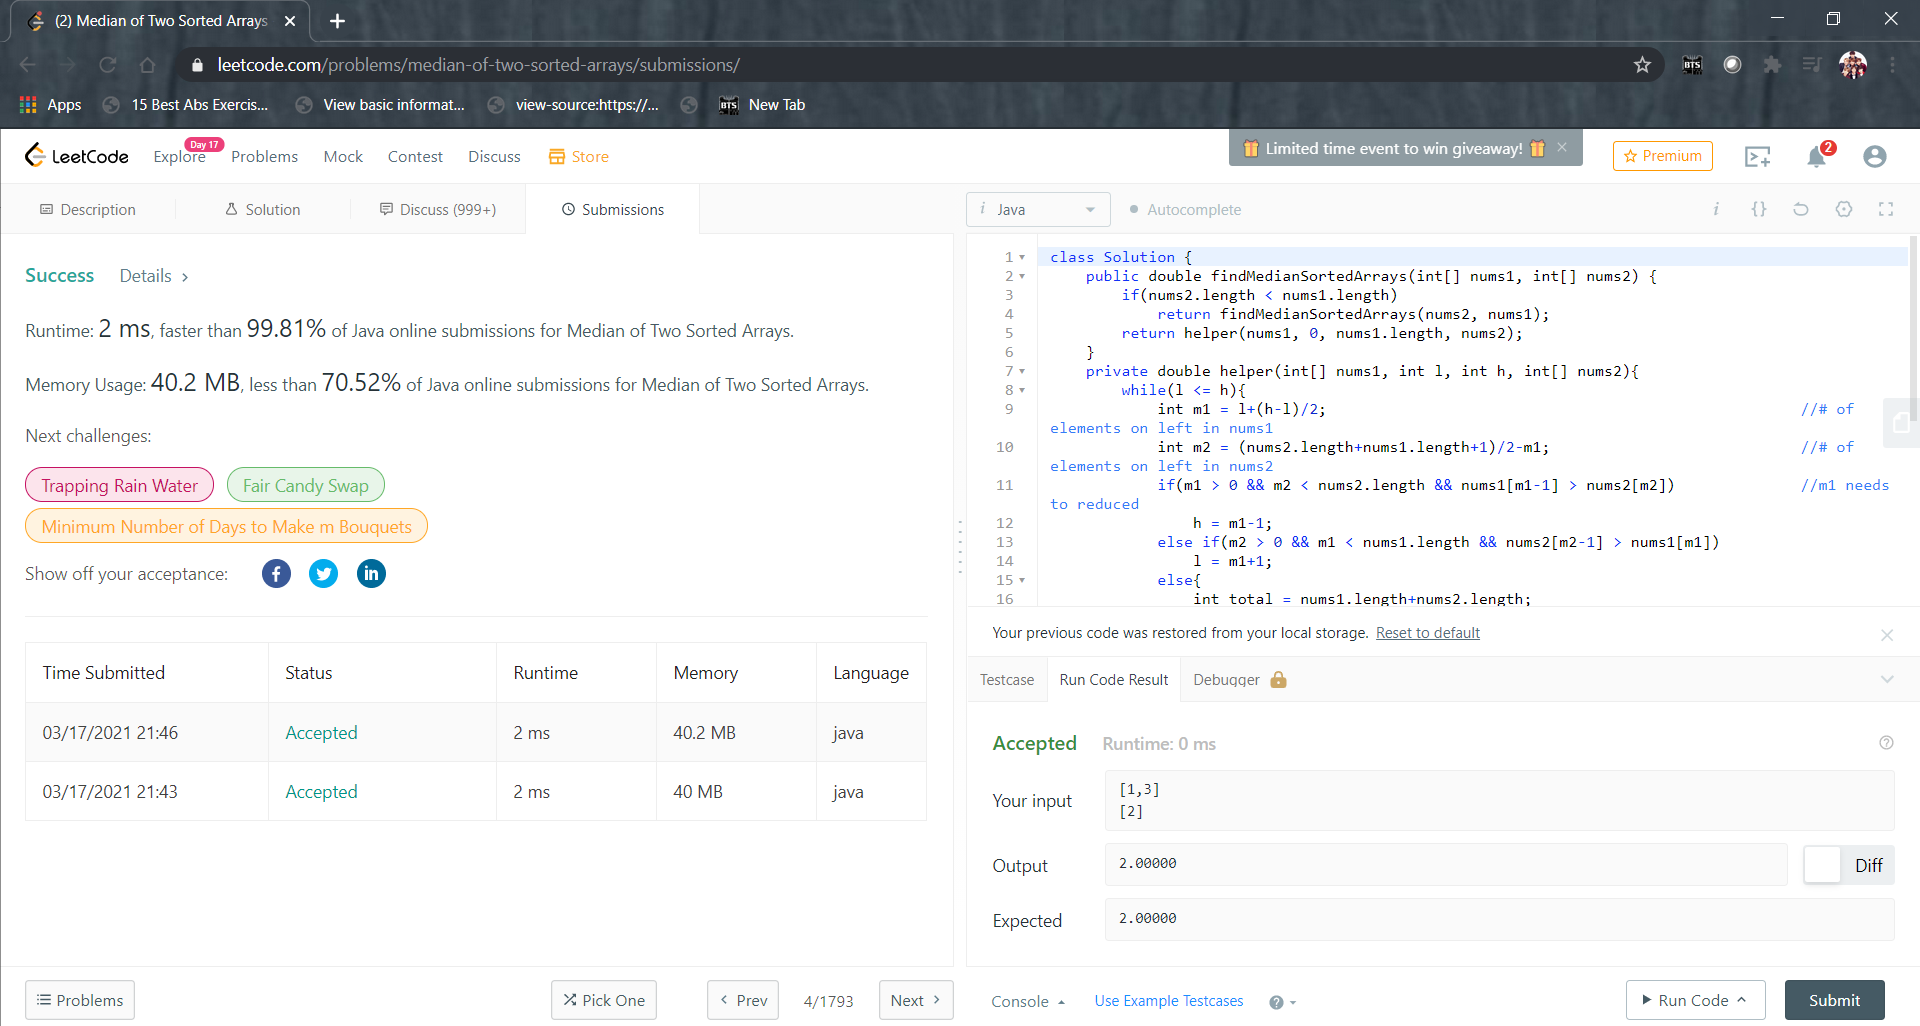 (2) Median of Two Sorted Arrays
leetcode.com/problems/median-of-two-sorted-arrays/submissions/
BTS
Apps
15 Best Abs Exercis...
View basic informat...
view-source:https://...
BTS
New Tab
LeetCode
Explore
Day 17
Problems
Mock
Contest
Discuss
Store
Limited time event to win giveaway!
Premium
2
Description
Solution
Discuss (999+)
Submissions
i Java
Autocomplete
i
{}
Success
Details >
Runtime: 2 ms, faster than 99.81% of Java online submissions for Median of Two Sorted Arrays.
Memory Usage: 40.2 MB, less than 70.52% of Java online submissions for Median of Two Sorted Arrays.
Next challenges:
Trapping Rain Water
Fair Candy Swap
Minimum Number of Days to Make m Bouquets
Show off your acceptance:
Time Submitted Status Runtime Memory Language
03/17/2021 21:46 Accepted 2 ms 40.2 MB java
03/17/2021 21:43 Accepted 2 ms 40 MB java
Problems
Pick One
< Prev
4/1793
Next >
1 class Solution {
2 public double findMedianSortedArrays(int[] nums1, int[] nums2) {
3 if(nums2.length < nums1.length)
4 return findMedianSortedArrays(nums2, nums1);
5 return helper(nums1, 0, nums1.length, nums2);
6 }
7 private double helper(int[] nums1, int l, int h, int[] nums2){
8 while(l <= h){
9 int m1 = l+(h-l)/2; //# of
elements on left in nums1
10 int m2 = (nums2.length+nums1.length+1)/2-m1; //# of
elements on left in nums2
11 if(m1 > 0 && m2 < nums2.length && nums1[m1-1] > nums2[m2]) //m1 needs
to reduced
12 h = m1-1;
13 else if(m2 > 0 && m1 < nums1.length && nums2[m2-1] > nums1[m1])
14 l = m1+1;
15 else{
16 int total = nums1.length+nums2.length;
Your previous code was restored from your local storage. Reset to default
Testcase
Run Code Result
Debugger
Accepted
Runtime: 0 ms
Your input
[1,3]
[2]
Output
2.00000
Diff
Expected
2.00000
Console
Use Example Testcases
?
Run Code
Submit